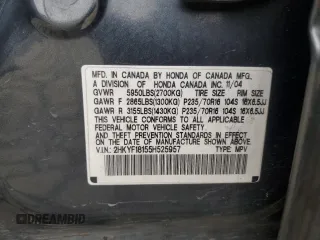 MFD. IN CANADA BY HONDA OF CANADA MFG.,
A DIVISION OF HONDA CANADA INC. 11/04
GVWR 5950LBS(2700KG) TIRE SIZE RIM SIZE
GAWR F 2865LBS(1300KG) P235/70R16 104S 16X6.5JJ
GAWR R 3155LBS(1430KG) P235/70R16 104S 16X6.5JJ
THIS VEHICLE CONFORMS TO ALL APPLICABLE
FEDERAL MOTOR VEHICLE SAFETY
AND THEFT PREVENTION STANDARDS IN EFFECT
ON THE DATE OF MANUFACTURE SHOWN ABOVE.
V.I.N.: 2HKYF18155H525957 TYPE: MPV
© IDRIVEANDBID, LLC